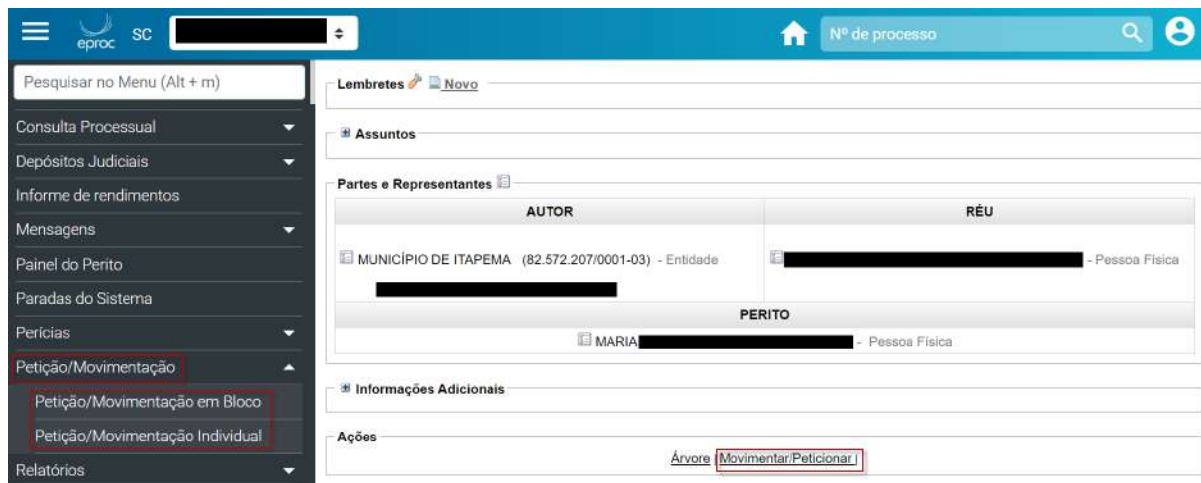 eproc SC Nº de processo
Pesquisar no Menu (Alt + m)
Consulta Processual
Depósitos Judiciais
Informe de rendimentos
Mensagens
Painel do Perito
Paradas do Sistema
Perícias
Petição/Movimentação
Petição/Movimentação em Bloco
Petição/Movimentação Individual
Relatórios
Lembretes Novo
Assuntos
Partes e Representantes
AUTOR RÉU
MUNICÍPIO DE ITAPEMA (82.572.207/0001-03) - Entidade - Pessoa Física
PERITO
MARIA - Pessoa Física
Informações Adicionais
Ações
Árvore | Movimentar/Peticionar |